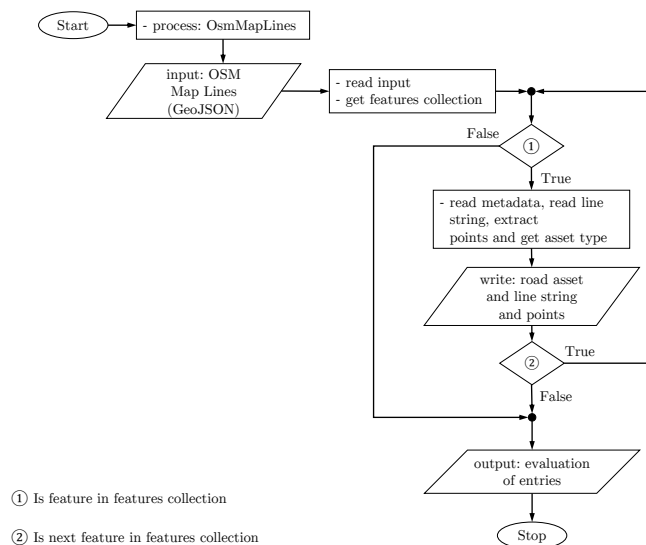 Start
- process: OsmMapLines
input: OSM
Map Lines
(GeoJSON)
- read input
- get features collection
False
①
True
- read metadata, read line
string, extract
points and get asset type
write: road asset
and line string
and points
②
True
False
output: evaluation
of entries
Stop
① Is feature in features collection
② Is next feature in features collection